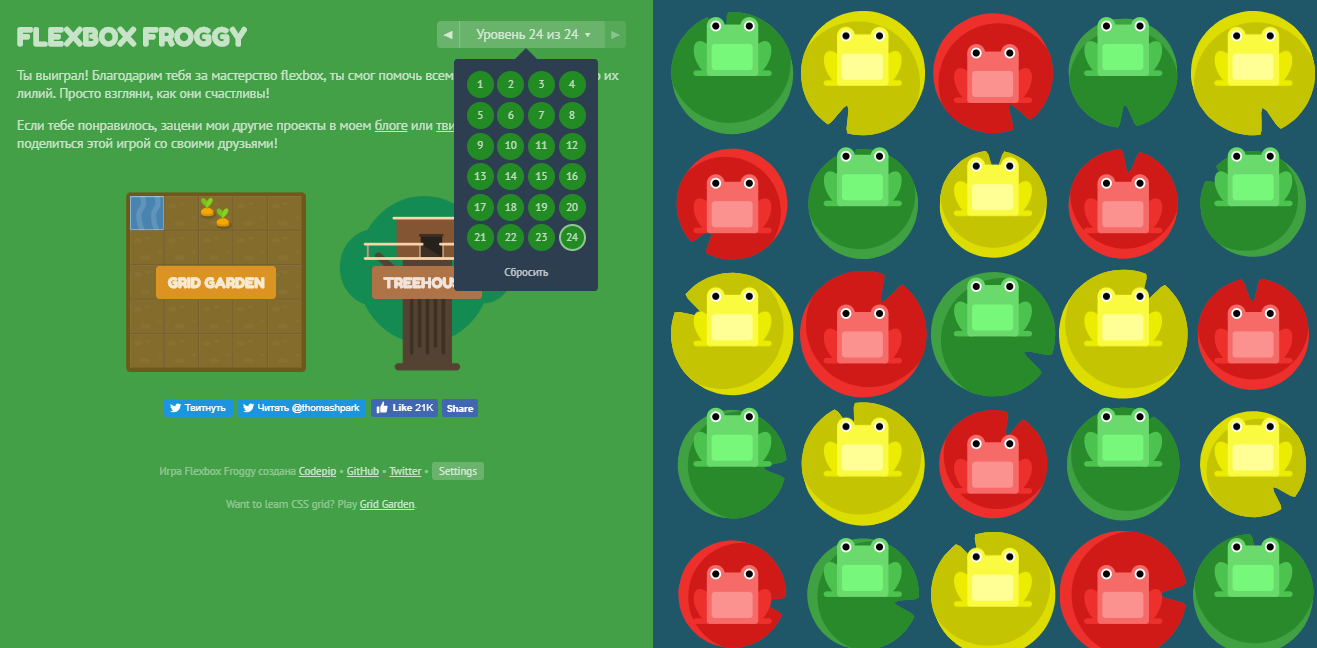 FLEXBOX FROGGY
◀ Уровень 24 из 24 ▾ ▶
Ты выиграл! Благодарим тебя за мастерство flexbox, ты смог помочь всем их
лилий. Просто взгляни, как они счастливы!
Если тебе понравилось, зацени мои другие проекты в моем блоге или
поделиться этой игрой со своими друзьями!
1 2 3 4
5 6 7 8
9 10 11 12
13 14 15 16
17 18 19 20
21 22 23 24
Сбросить
GRID GARDEN
Твитнуть Читать @thomashpark Like 21K Share
Игра Flexbox Froggy создана Codepip • GitHub • Twitter • Settings
Want to learn CSS grid? Play Grid Garden.